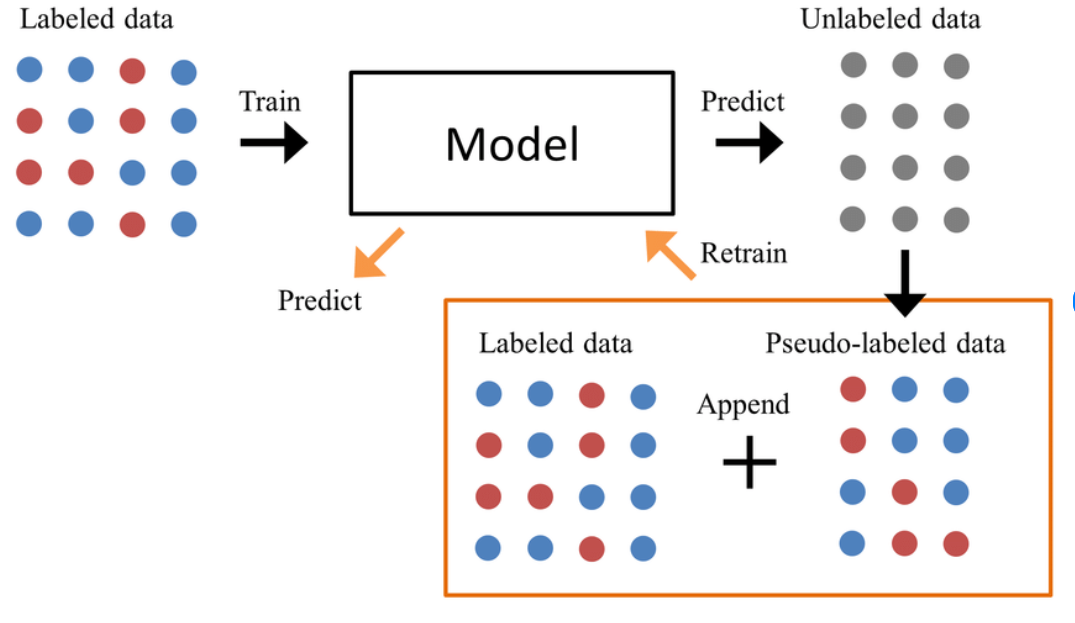 Labeled data
Unlabeled data
Train
Model
Predict
Retrain
Predict
Labeled data
Pseudo-labeled data
Append